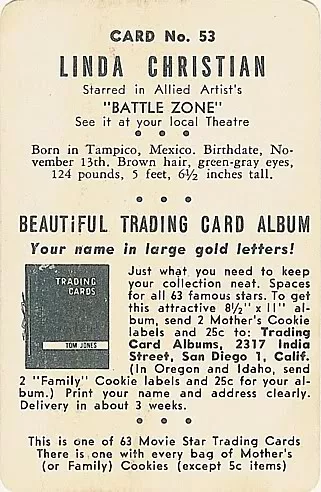 CARD No. 53
LINDA CHRISTIAN
Starred in Allied Artist's
"BATTLE ZONE"
See it at your local Theatre
Born in Tampico, Mexico. Birthdate, No-
vember 13th. Brown hair, green-gray eyes,
124 pounds, 5 feet, 6½ inches tall.
BEAUTiFUL TRADING CARD ALBUM
Your name in large gold letters!
TRADING
CARDS
TOM JONES
Just what you need to keep
your collection neat. Spaces
for all 63 famous stars. To get
this attractive 8½" x 11" al-
bum, send 2 Mother's Cookie
labels and 25c to: Trading
Card Albums, 2317 India
Street, San Diego 1, Calif.
(In Oregon and Idaho, send
2 "Family" Cookie labels and 25c for your al-
bum.) Print your name and address clearly.
Delivery in about 3 weeks.
This is one of 63 Movie Star Trading Cards
There is one with every bag of Mother's
(or Family) Cookies (except 5c items)